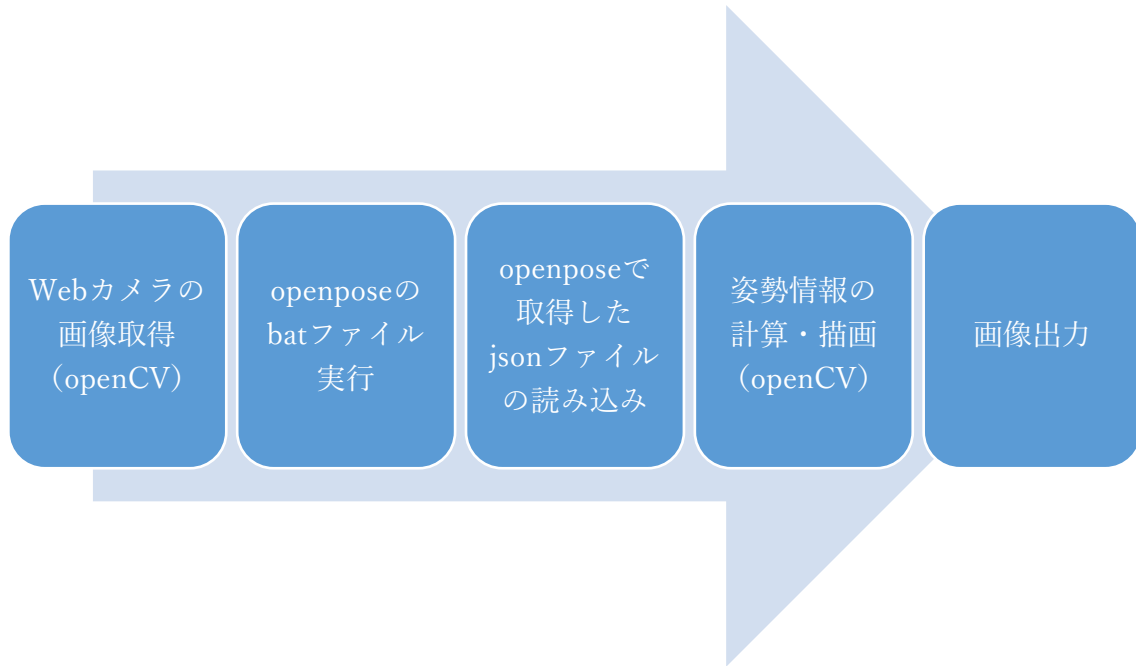 Webカメラの
画像取得
（openCV）
openposeの
batファイル
実行
openposeで
取得した
jsonファイル
の読み込み
姿勢情報の
計算・描画
（openCV）
画像出力